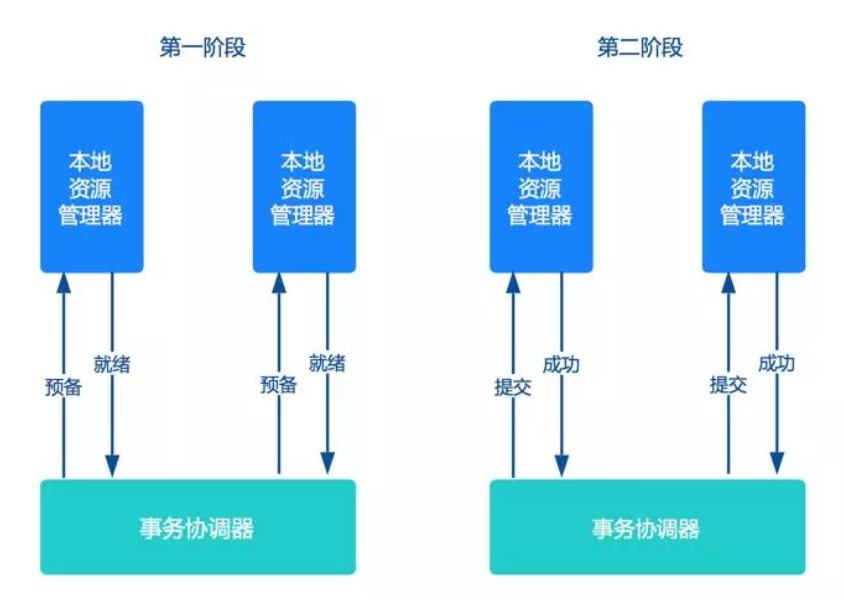 第一阶段
第二阶段
本地
资源
管理器
本地
资源
管理器
本地
资源
管理器
本地
资源
管理器
就绪
预备
就绪
预备
成功
提交
成功
提交
事务协调器
事务协调器